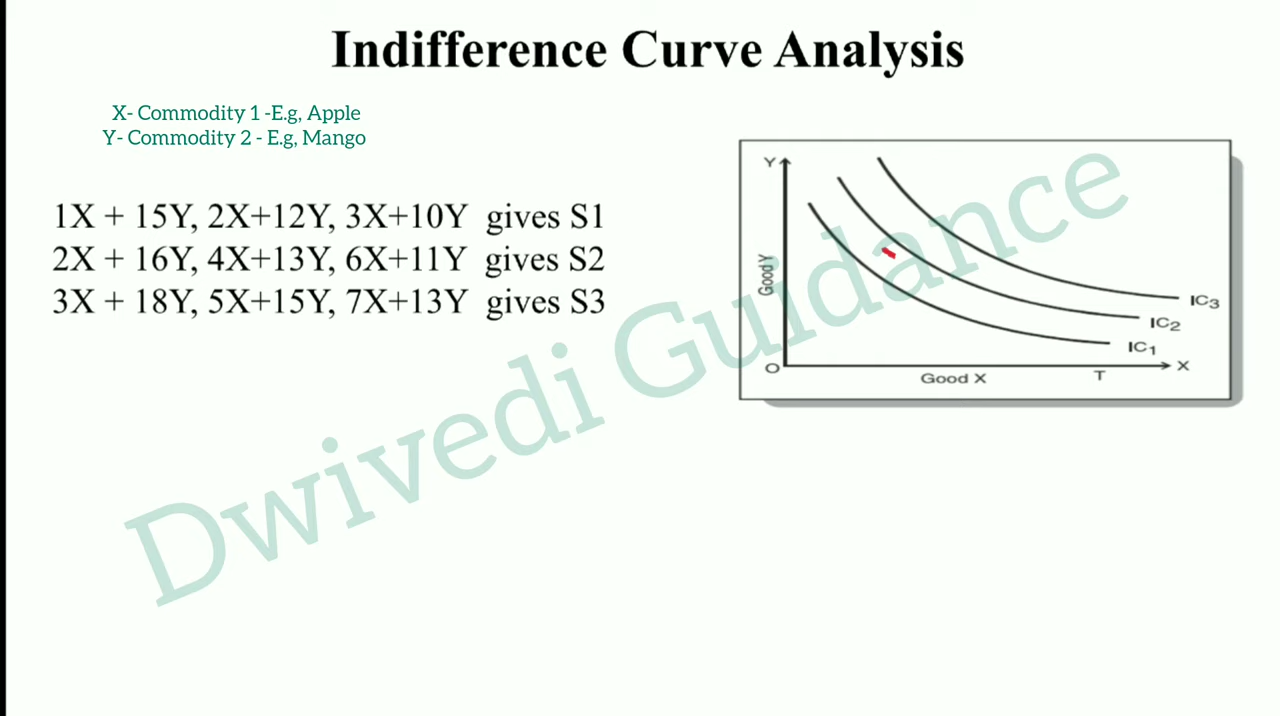 Indifference Curve Analysis
X- Commodity 1 -E.g, Apple
Y- Commodity 2 - E.g, Mango
1X + 15Y, 2X+12Y, 3X+10Y gives S1
2X + 16Y, 4X+13Y, 6X+11Y gives S2
3X + 18Y, 5X+15Y, 7X+13Y gives S3
Y
Good Y
IC3
IC2
IC1
O
X
Good X
T
Dwivedi Guidance